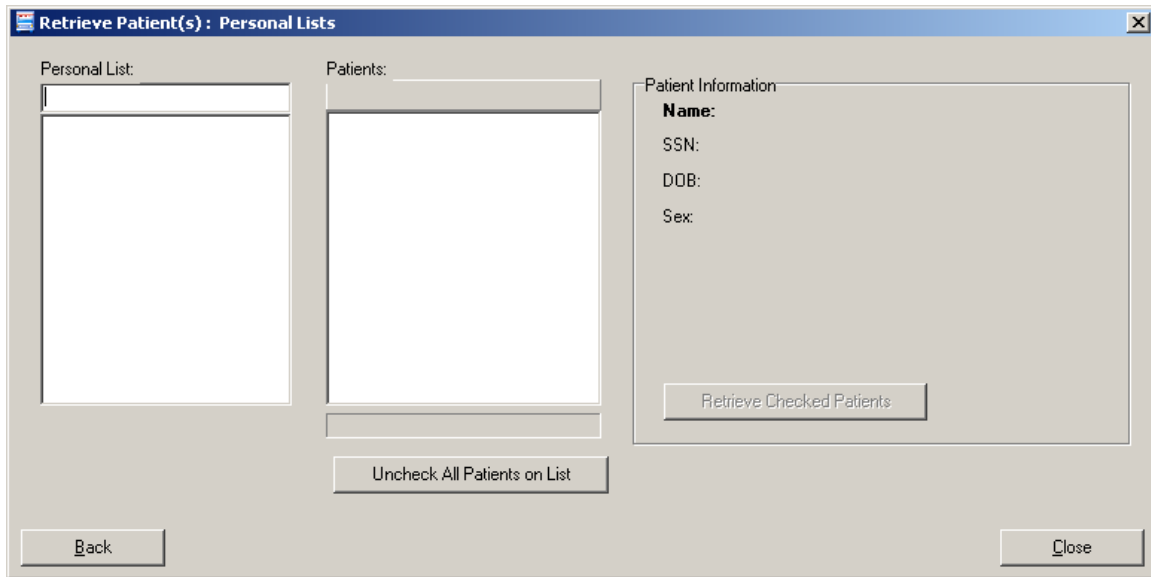 Retrieve Patient(s) : Personal Lists
Personal List:
Patients:
Patient Information
Name:
SSN:
DOB:
Sex:
Retrieve Checked Patients
Uncheck All Patients on List
Back
Close